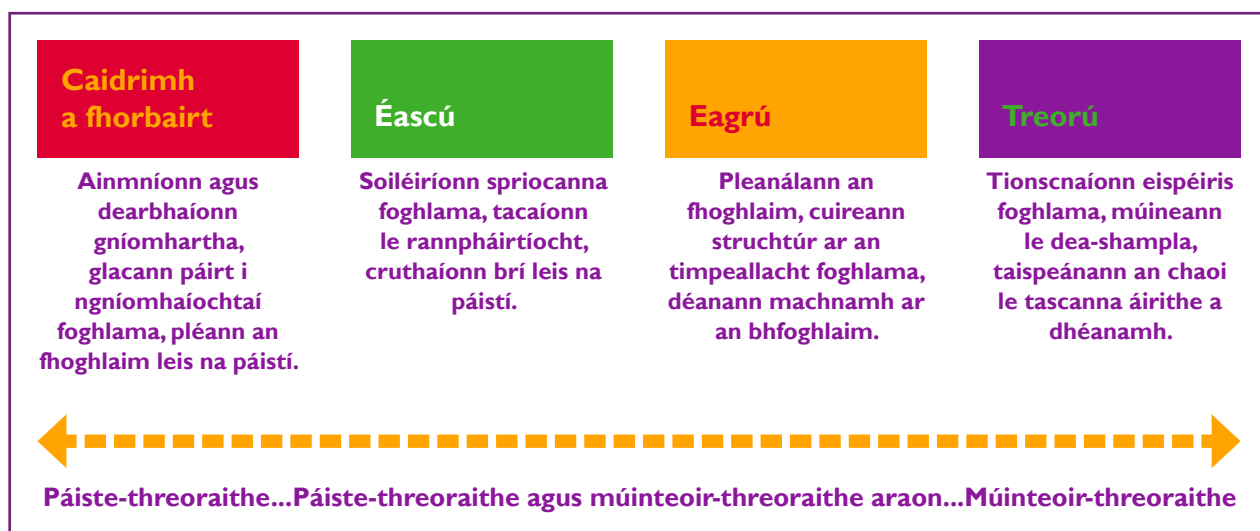 Caidrimh
a fhorbairt
Ainmníonn agus
dearbhaíonn
gníomhartha,
glacann páirt i
ngníomhaíochtaí
foghlama, pléann an
fhoghlaim leis na páistí.
Éascú
Soiléiríonn spriocanna
foghlama, tacaíonn
le rannpháirtíocht,
cruthaíonn brí leis na
páistí.
Eagrú
Pleanálann an
fhoghlaim, cuireann
struchtúr ar an
timpeallacht foghlama,
déanann machnamh ar
an bhfoghlaim.
Treorú
Tionscnaíonn eispéiris
foghlama, múineann
le dea-shampla,
taispeánann an chaoi
le tascanna áirithe a
dhéanamh.
Páiste-threoraithe...Páiste-threoraithe agus múinteoir-threoraithe araon...Múinteoir-threoraithe